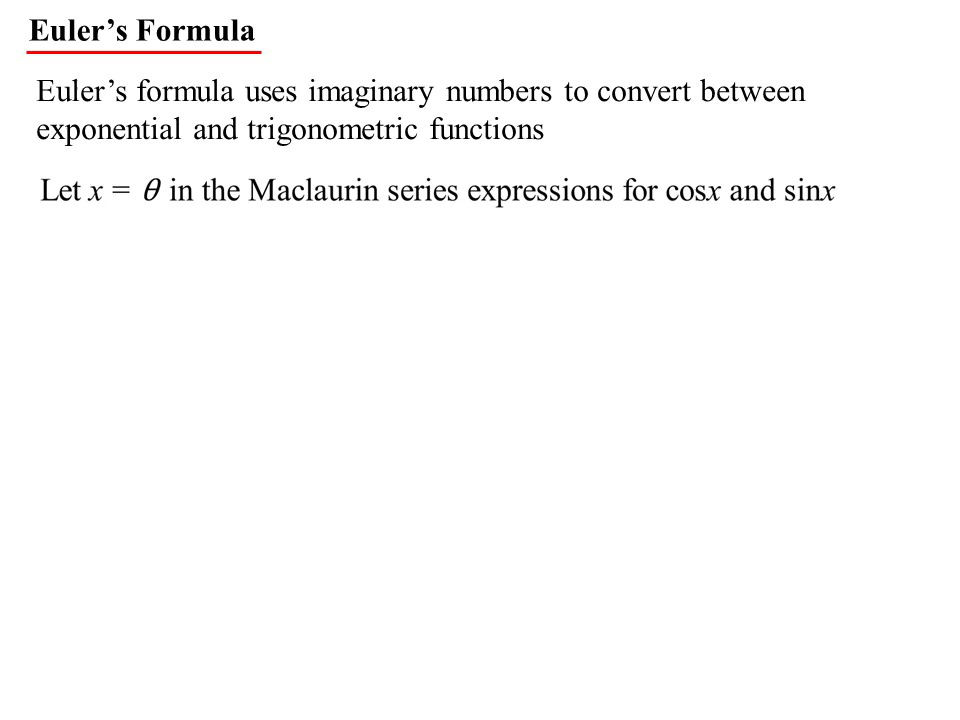 Euler’s Formula
Euler’s formula uses imaginary numbers to convert between
exponential and trigonometric functions
Let x = θ in the Maclaurin series expressions for cosx and sinx